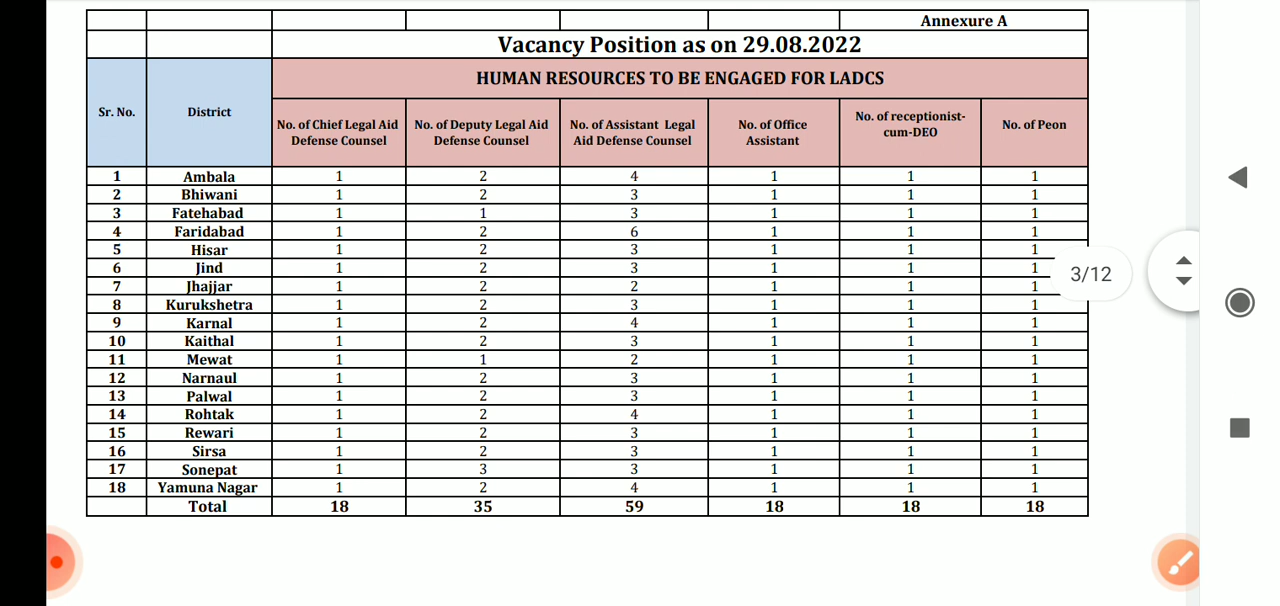 Annexure A
Vacancy Position as on 29.08.2022
HUMAN RESOURCES TO BE ENGAGED FOR LADCS
Sr. No. District No. of Chief Legal Aid Defense Counsel No. of Deputy Legal Aid Defense Counsel No. of Assistant Legal Aid Defense Counsel No. of Office Assistant No. of receptionist-cum-DEO No. of Peon
1 Ambala 1 2 4 1 1 1
2 Bhiwani 1 2 3 1 1 1
3 Fatehabad 1 1 3 1 1 1
4 Faridabad 1 2 6 1 1 1
5 Hisar 1 2 3 1 1 1
6 Jind 1 2 3 1 1 1
7 Jhajjar 1 2 2 1 1 1
8 Kurukshetra 1 2 3 1 1 1
9 Karnal 1 2 4 1 1 1
10 Kaithal 1 2 3 1 1 1
11 Mewat 1 1 2 1 1 1
12 Narnaul 1 2 3 1 1 1
13 Palwal 1 2 3 1 1 1
14 Rohtak 1 2 4 1 1 1
15 Rewari 1 2 3 1 1 1
16 Sirsa 1 2 3 1 1 1
17 Sonepat 1 3 3 1 1 1
18 Yamuna Nagar 1 2 4 1 1 1
Total 18 35 59 18 18 18
3/12